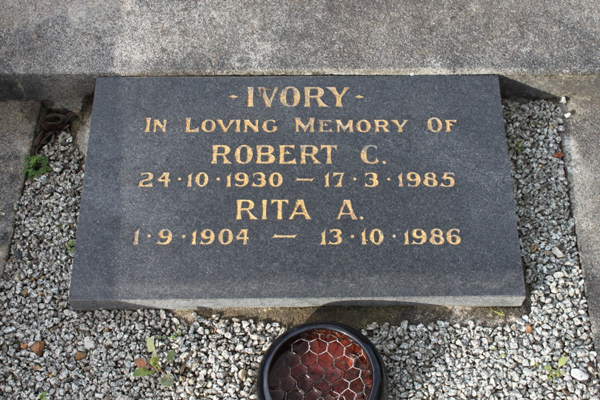 - IVORY -
IN LOVING MEMORY OF
ROBERT C.
24·10·1930 — 17·3·1985
RITA A.
1·9·1904 — 13·10·1986